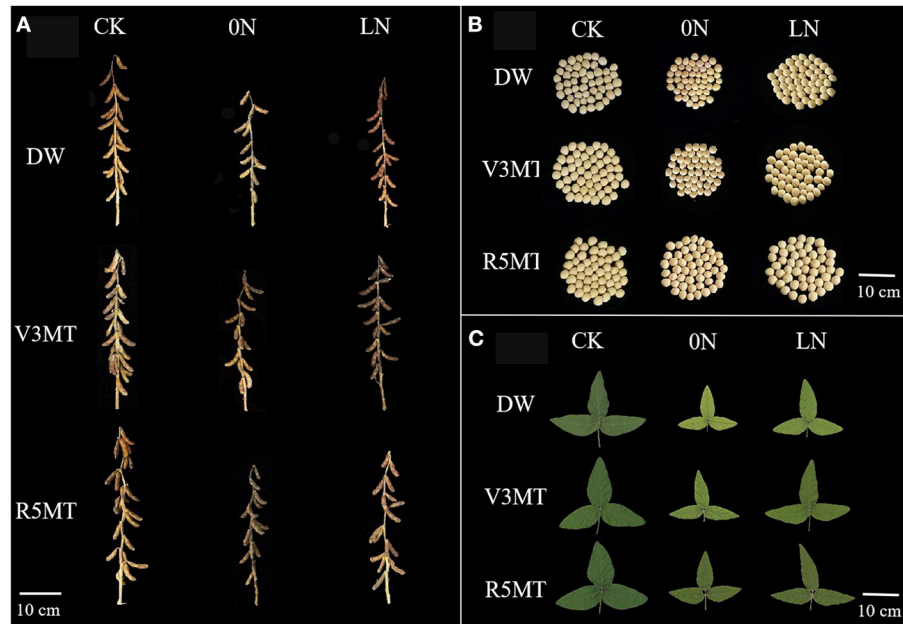 A
CK 0N LN
DW
V3MT
R5MT
10 cm
B
CK 0N LN
DW
V3MT
R5MT
10 cm
C
CK 0N LN
DW
V3MT
R5MT
10 cm